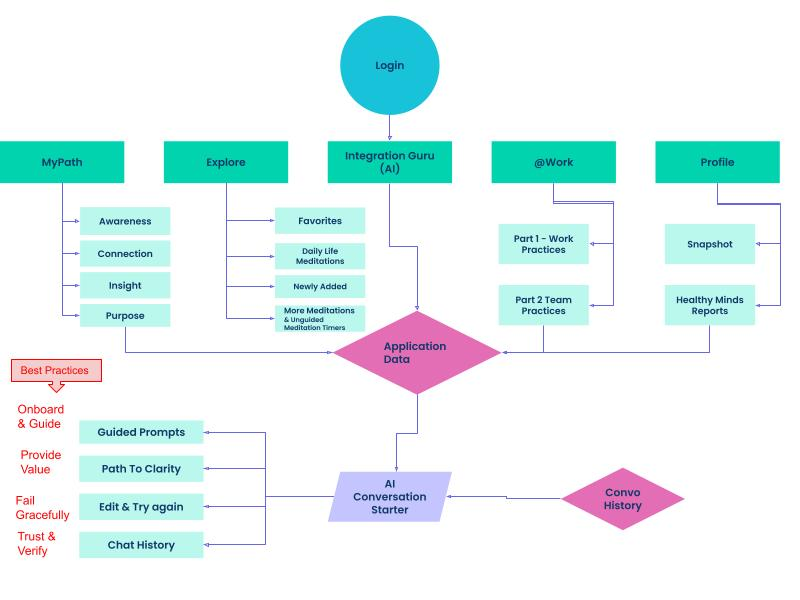 Login
MyPath
Explore
Integration Guru
(AI)
@Work
Profile
Awareness
Connection
Insight
Purpose
Favorites
Daily Life
Meditations
Newly Added
More Meditations
& Unguided
Meditation Timers
Part 1 - Work
Practices
Part 2 Team
Practices
Snapshot
Healthy Minds
Reports
Application
Data
Best Practices
Onboard
& Guide
Provide
Value
Fail
Gracefully
Trust &
Verify
Guided Prompts
Path To Clarity
Edit & Try again
Chat History
AI
Conversation
Starter
Convo
History